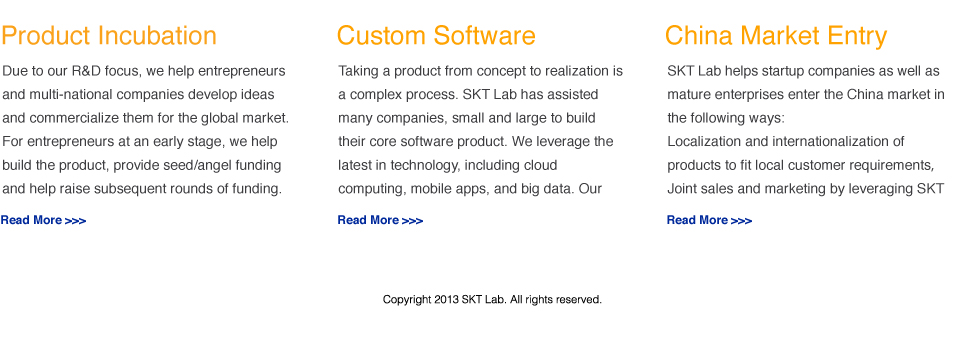 Product Incubation
Due to our R&D focus, we help entrepreneurs
and multi-national companies develop ideas
and commercialize them for the global market.
For entrepreneurs at an early stage, we help
build the product, provide seed/angel funding
and help raise subsequent rounds of funding.
Read More >>>
Custom Software
Taking a product from concept to realization is
a complex process. SKT Lab has assisted
many companies, small and large to build
their core software product. We leverage the
latest in technology, including cloud
computing, mobile apps, and big data. Our
Read More >>>
China Market Entry
SKT Lab helps startup companies as well as
mature enterprises enter the China market in
the following ways:
Localization and internationalization of
products to fit local customer requirements,
Joint sales and marketing by leveraging SKT
Read More >>>
Copyright 2013 SKT Lab. All rights reserved.